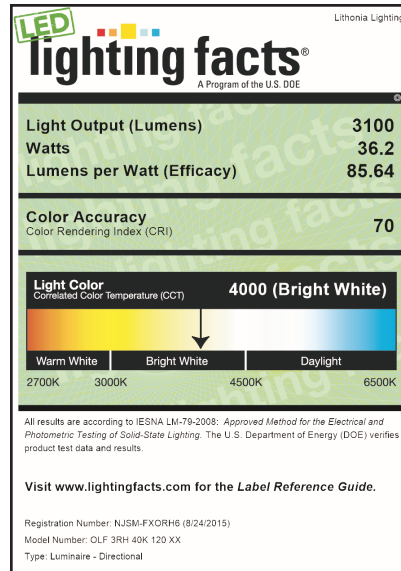 Lithonia Lighting
LED
lighting facts®
A Program of the U.S. DOE
Light Output (Lumens) 3100
Watts 36.2
Lumens per Watt (Efficacy) 85.64
Color Accuracy
Color Rendering Index (CRI) 70
Light Color
Correlated Color Temperature (CCT) 4000 (Bright White)
Warm White Bright White Daylight
2700K 3000K 4500K 6500K
All results are according to IESNA LM-79-2008: Approved Method for the Electrical and
Photometric Testing of Solid-State Lighting. The U.S. Department of Energy (DOE) verifies
product test data and results.
Visit www.lightingfacts.com for the Label Reference Guide.
Registration Number: NJSM-FXORH6 (8/24/2015)
Model Number: OLF 3RH 40K 120 XX
Type: Luminaire - Directional